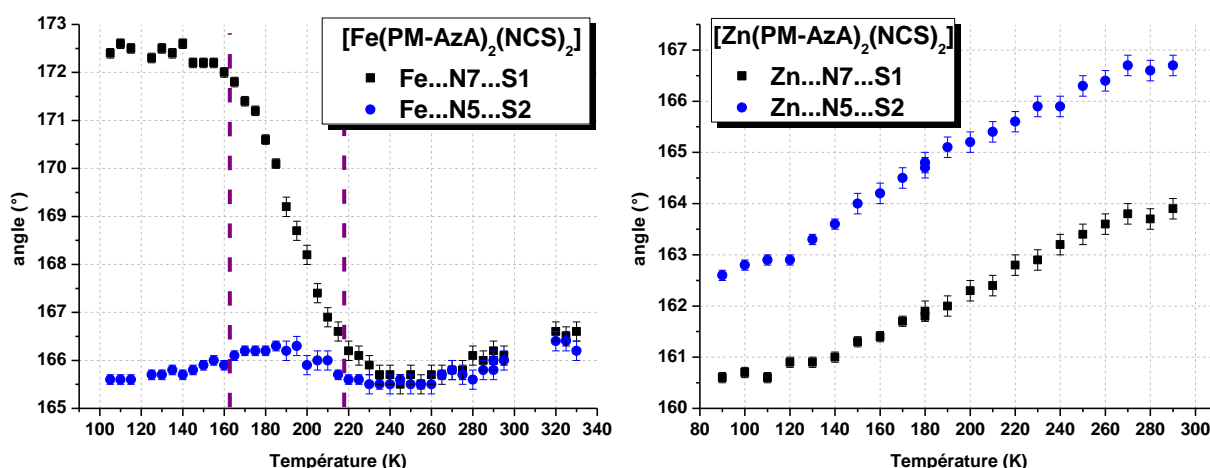 [Fe(PM-AzA)2(NCS)2]
Fe...N7...S1
Fe...N5...S2
173
172
171
170
169
168
167
166
165
angle (°)
100 120 140 160 180 200 220 240 260 280 300 320 340
Température (K)
[Zn(PM-AzA)2(NCS)2]
Zn...N7...S1
Zn...N5...S2
167
166
165
164
163
162
161
160
angle (°)
80 100 120 140 160 180 200 220 240 260 280 300
Température (K)